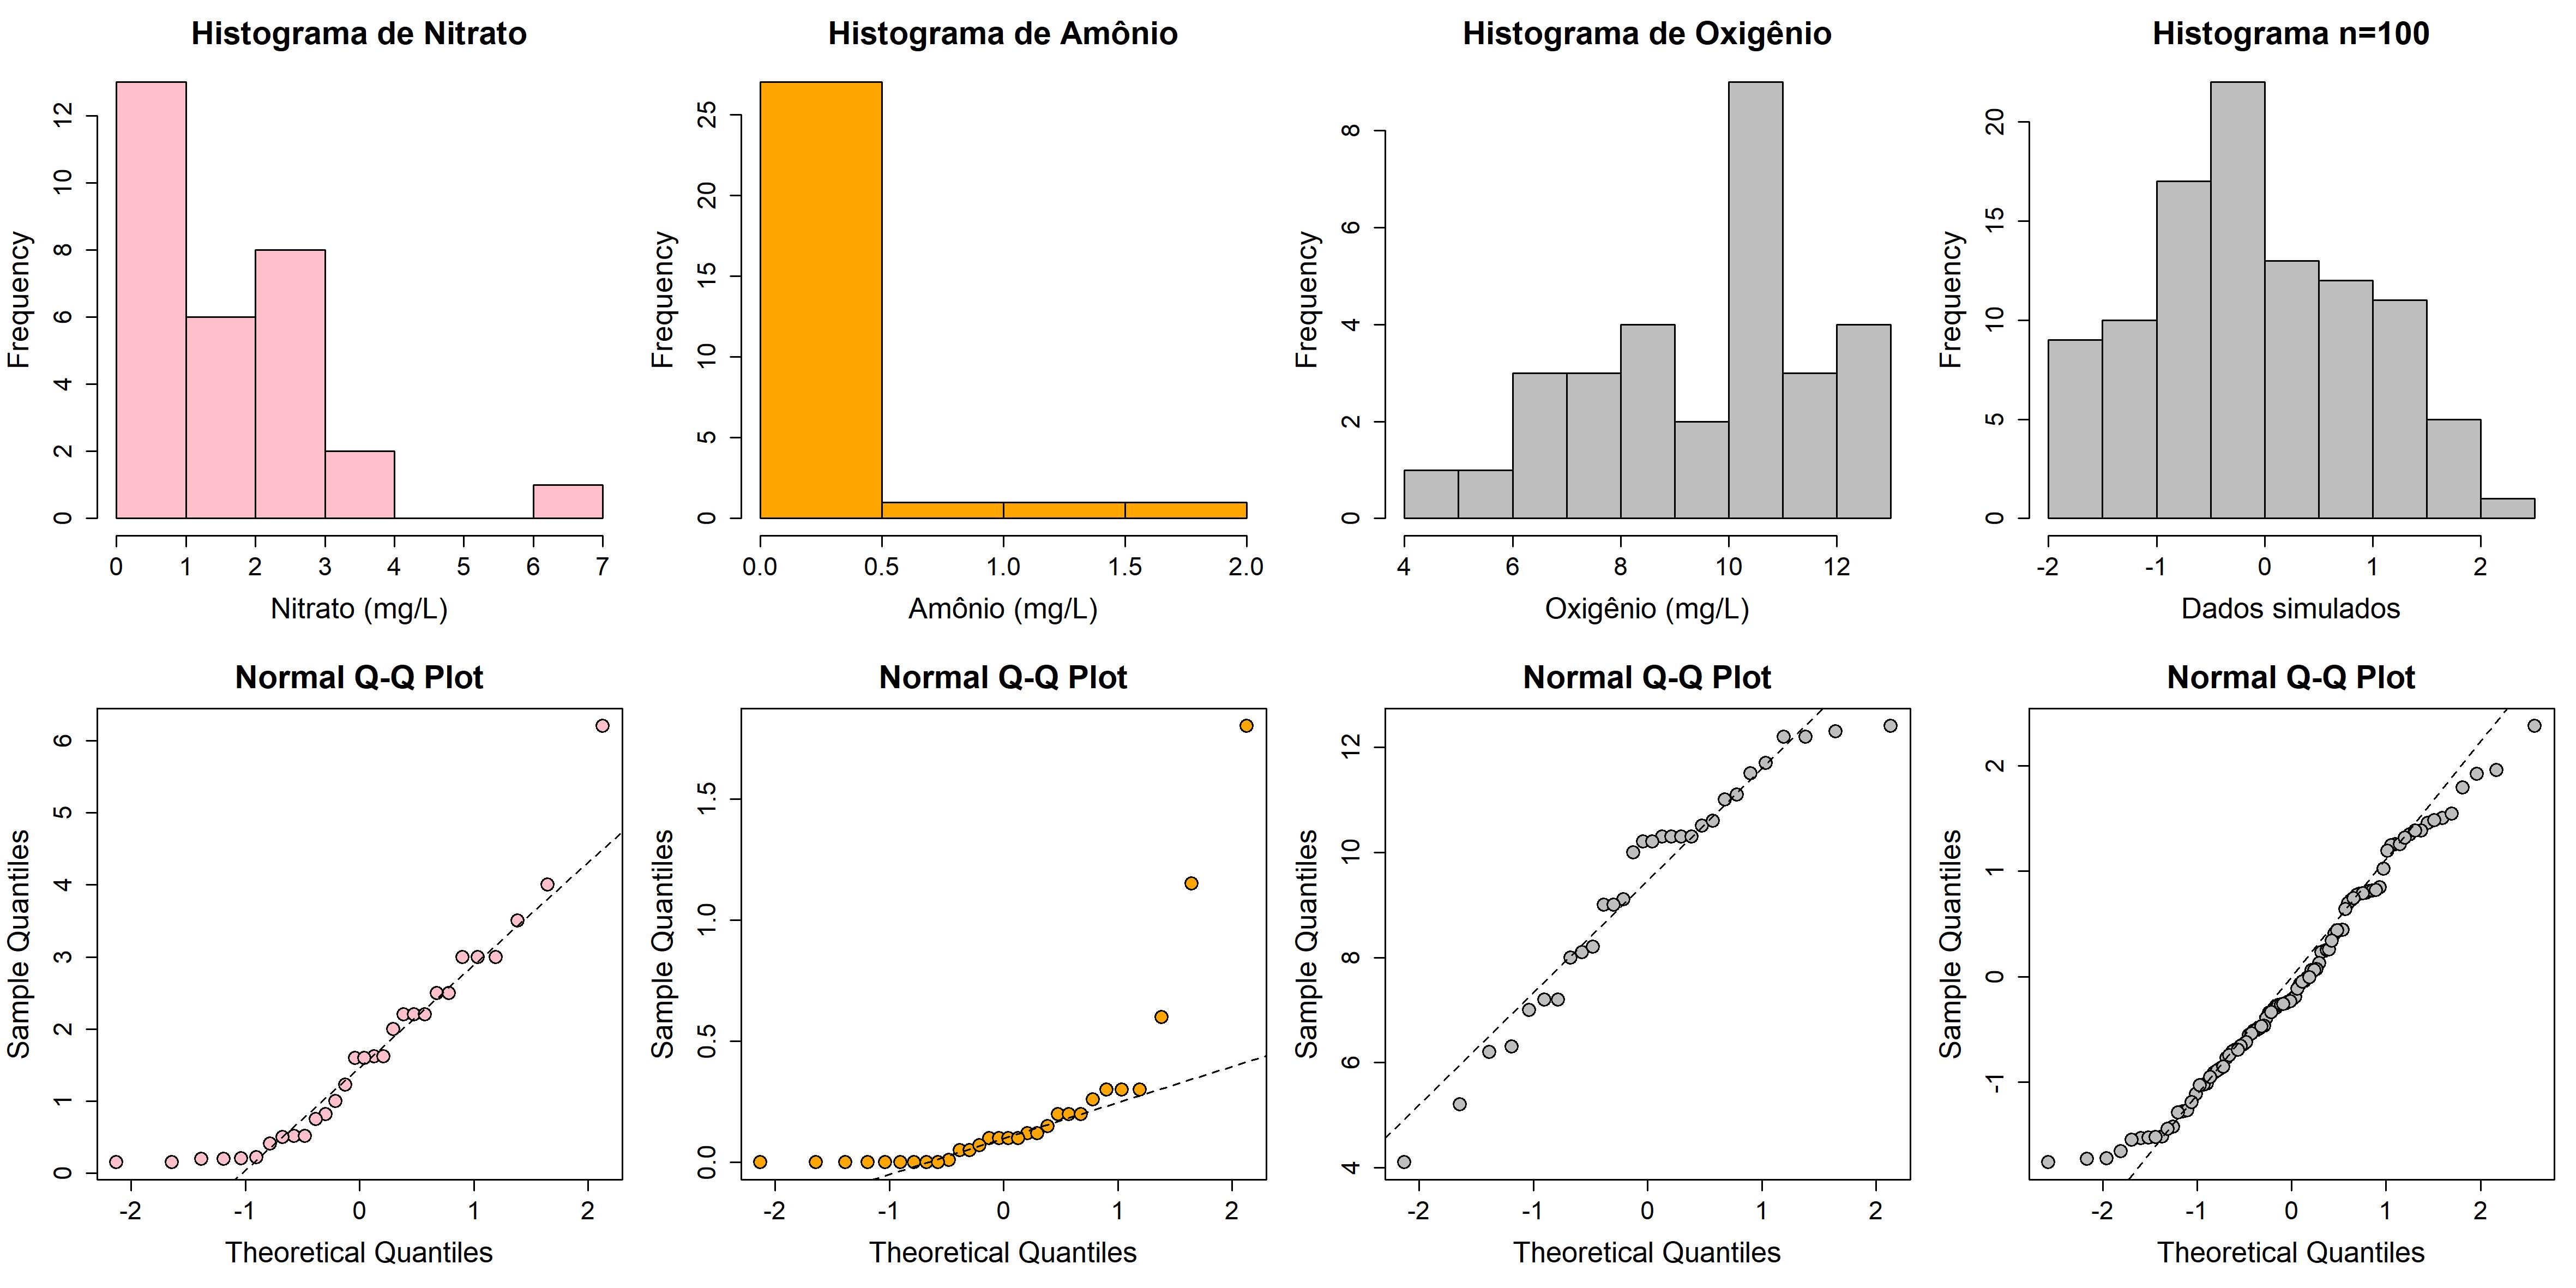 Histograma de Nitrato
Frequency
0 2 4 6 8 10 12
0 1 2 3 4 5 6 7
Nitrato (mg/L)
Histograma de Amônio
Frequency
0 5 10 15 20 25
0.0 0.5 1.0 1.5 2.0
Amônio (mg/L)
Histograma de Oxigênio
Frequency
0 2 4 6 8
4 6 8 10 12
Oxigênio (mg/L)
Histograma n=100
Frequency
0 5 10 15 20
-2 -1 0 1 2
Dados simulados
Normal Q-Q Plot
Sample Quantiles
0 1 2 3 4 5 6
-2 -1 0 1 2
Theoretical Quantiles
Normal Q-Q Plot
Sample Quantiles
0.0 0.5 1.0 1.5
-2 -1 0 1 2
Theoretical Quantiles
Normal Q-Q Plot
Sample Quantiles
4 6 8 10 12
-2 -1 0 1 2
Theoretical Quantiles
Normal Q-Q Plot
Sample Quantiles
-1 0 1 2
-2 -1 0 1 2
Theoretical Quantiles